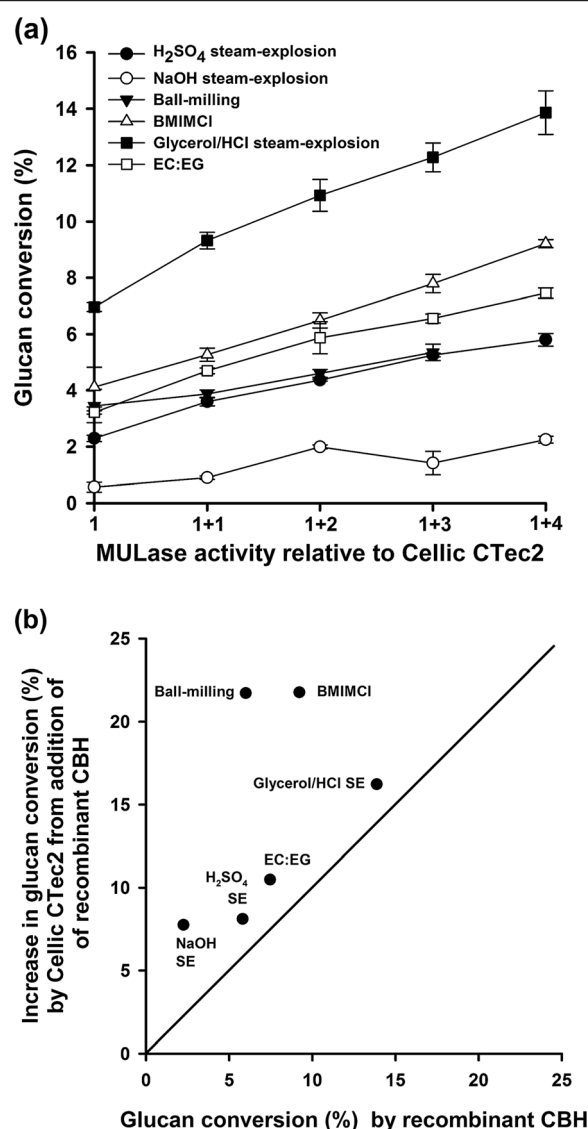 (a)
16
14
12
10
8
6
4
2
0
Glucan conversion (%)
H₂SO₄ steam-explosion
NaOH steam-explosion
Ball-milling
BMIMCl
Glycerol/HCl steam-explosion
EC:EG
1 1+1 1+2 1+3 1+4
MULase activity relative to Cellic CTec2
(b)
Increase in glucan conversion (%)
by Cellic CTec2 from addition of
of recombinant CBH
25
20
15
10
5
0
Ball-milling
BMIMCl
Glycerol/HCl SE
EC:EG
H₂SO₄
SE
NaOH
SE
0 5 10 15 20 25
Glucan conversion (%) by recombinant CBH